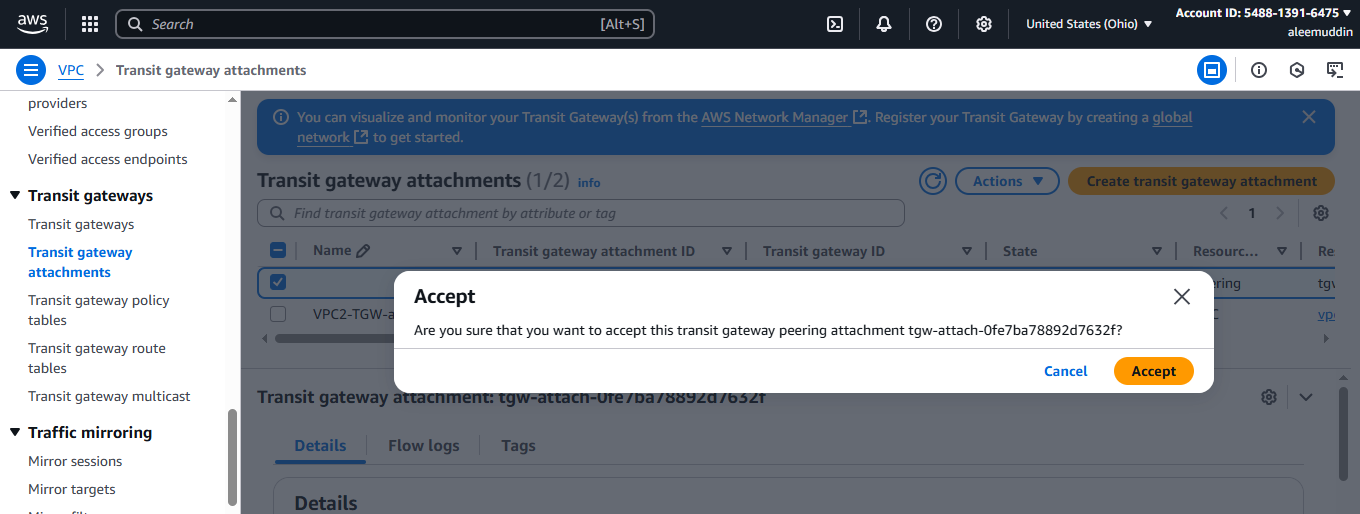 aws
Search [Alt+S]
United States (Ohio)
Account ID: 5488-1391-6475
aleemuddin
VPC > Transit gateway attachments
providers
Verified access groups
Verified access endpoints
Transit gateways
Transit gateways
Transit gateway
attachments
Transit gateway policy
tables
Transit gateway route
tables
Transit gateway multicast
Traffic mirroring
Mirror sessions
Mirror targets
You can visualize and monitor your Transit Gateway(s) from the AWS Network Manager. Register your Transit Gateway by creating a global
network to get started.
Transit gateway attachments (1/2) info
Actions
Create transit gateway attachment
Find transit gateway attachment by attribute or tag
1
Name Transit gateway attachment ID Transit gateway ID State Resourc... Re
ering tgw
VPC2-TGW-a C vpc
Accept
Are you sure that you want to accept this transit gateway peering attachment tgw-attach-0fe7ba78892d7632f?
Cancel Accept
Transit gateway attachment: tgw-attach-0fe7ba78892d7632f
Details Flow logs Tags
Details